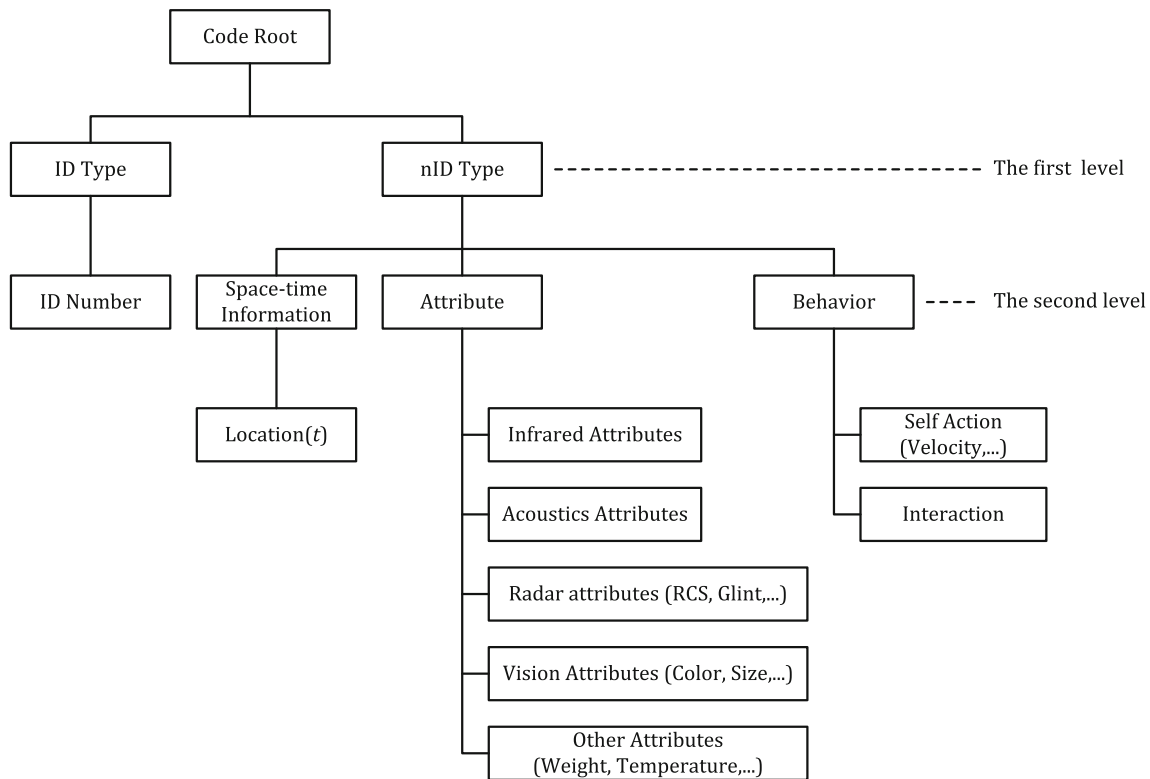 Code Root
ID Type
nID Type
The first level
ID Number
Space-time
Information
Attribute
Behavior
The second level
Location(t)
Infrared Attributes
Self Action
(Velocity,...)
Acoustics Attributes
Interaction
Radar attributes (RCS, Glint,...)
Vision Attributes (Color, Size,...)
Other Attributes
(Weight, Temperature,...)